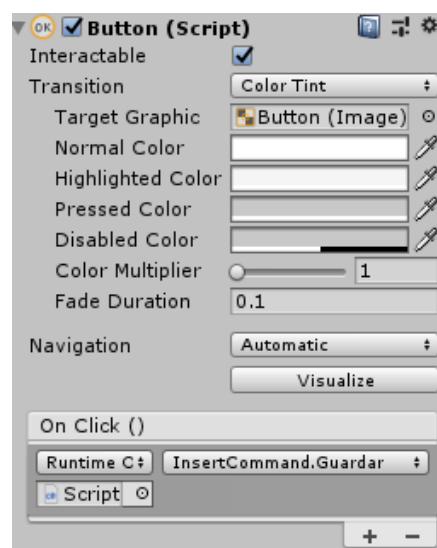 OK Button (Script)
Interactable
Transition Color Tint
Target Graphic Button (Image)
Normal Color
Highlighted Color
Pressed Color
Disabled Color
Color Multiplier 1
Fade Duration 0.1
Navigation Automatic
Visualize
On Click ()
Runtime C InsertCommand.Guardar
Script
+ −